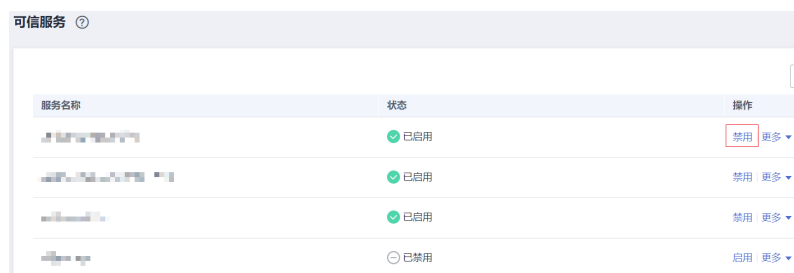 可信服务 ?
服务名称 状态 操作
已启用 禁用 更多
已启用 禁用 更多
已启用 禁用 更多
已禁用 启用 更多